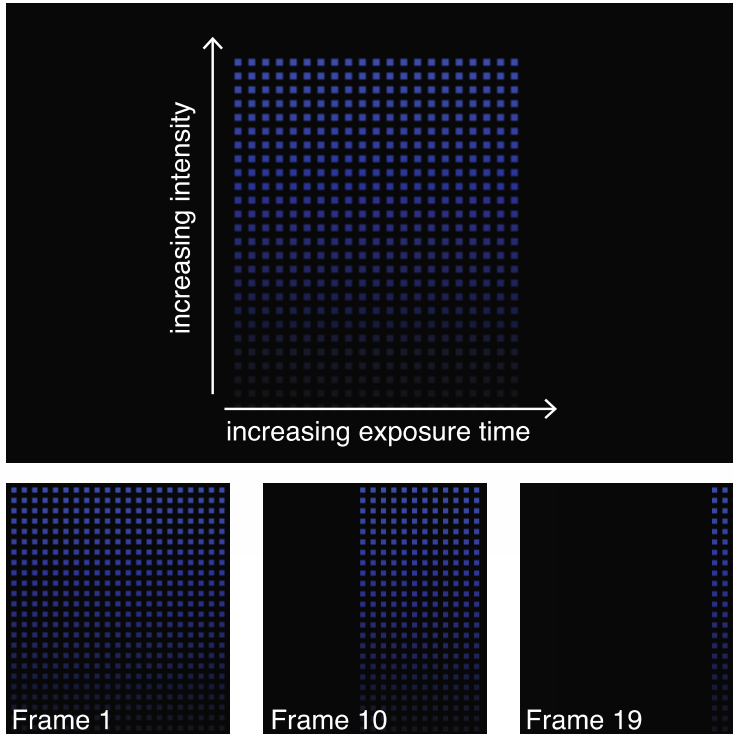 increasing intensity
increasing exposure time
Frame 1
Frame 10
Frame 19